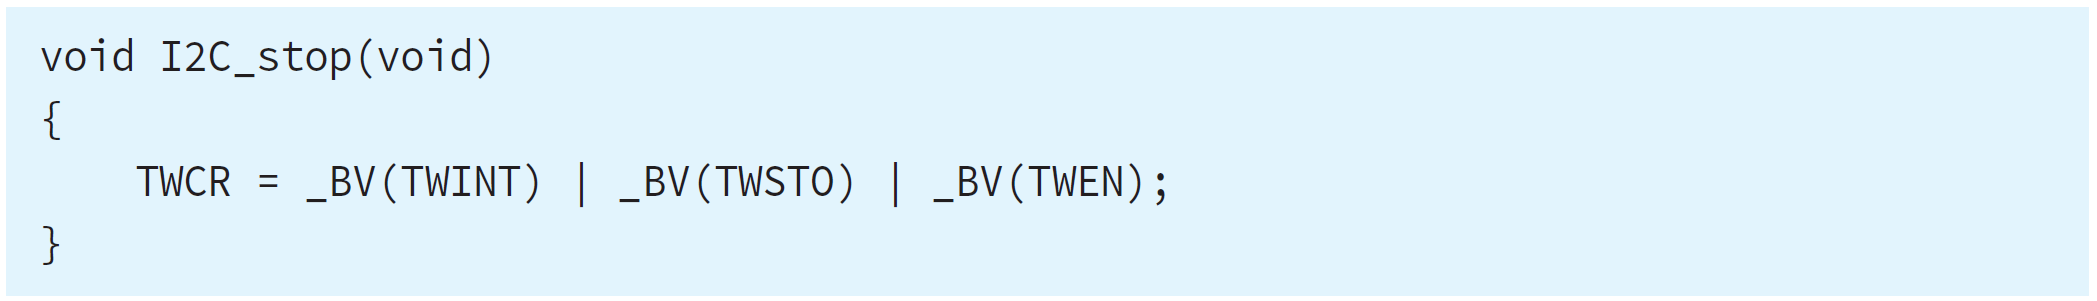 void I2C_stop(void)
{
    TWCR = _BV(TWINT) | _BV(TWSTO) | _BV(TWEN);
}